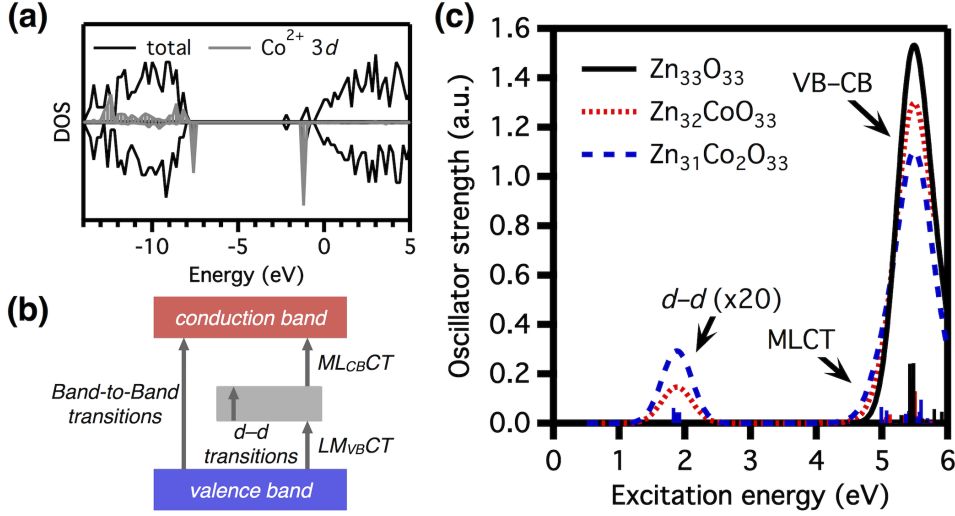 (a)
total
Co²⁺ 3d
DOS
-10
-5
0
5
Energy (eV)
(b)
conduction band
ML_CBCT
Band-to-Band
transitions
d–d
transitions
LM_VBCT
valence band
(c)
1.6
1.4
1.2
1.0
0.8
0.6
0.4
0.2
0.0
Oscillator strength (a.u.)
Zn₃₃O₃₃
Zn₃₂CoO₃₃
Zn₃₁Co₂O₃₃
VB–CB
d–d (x20)
MLCT
0
1
2
3
4
5
6
Excitation energy (eV)